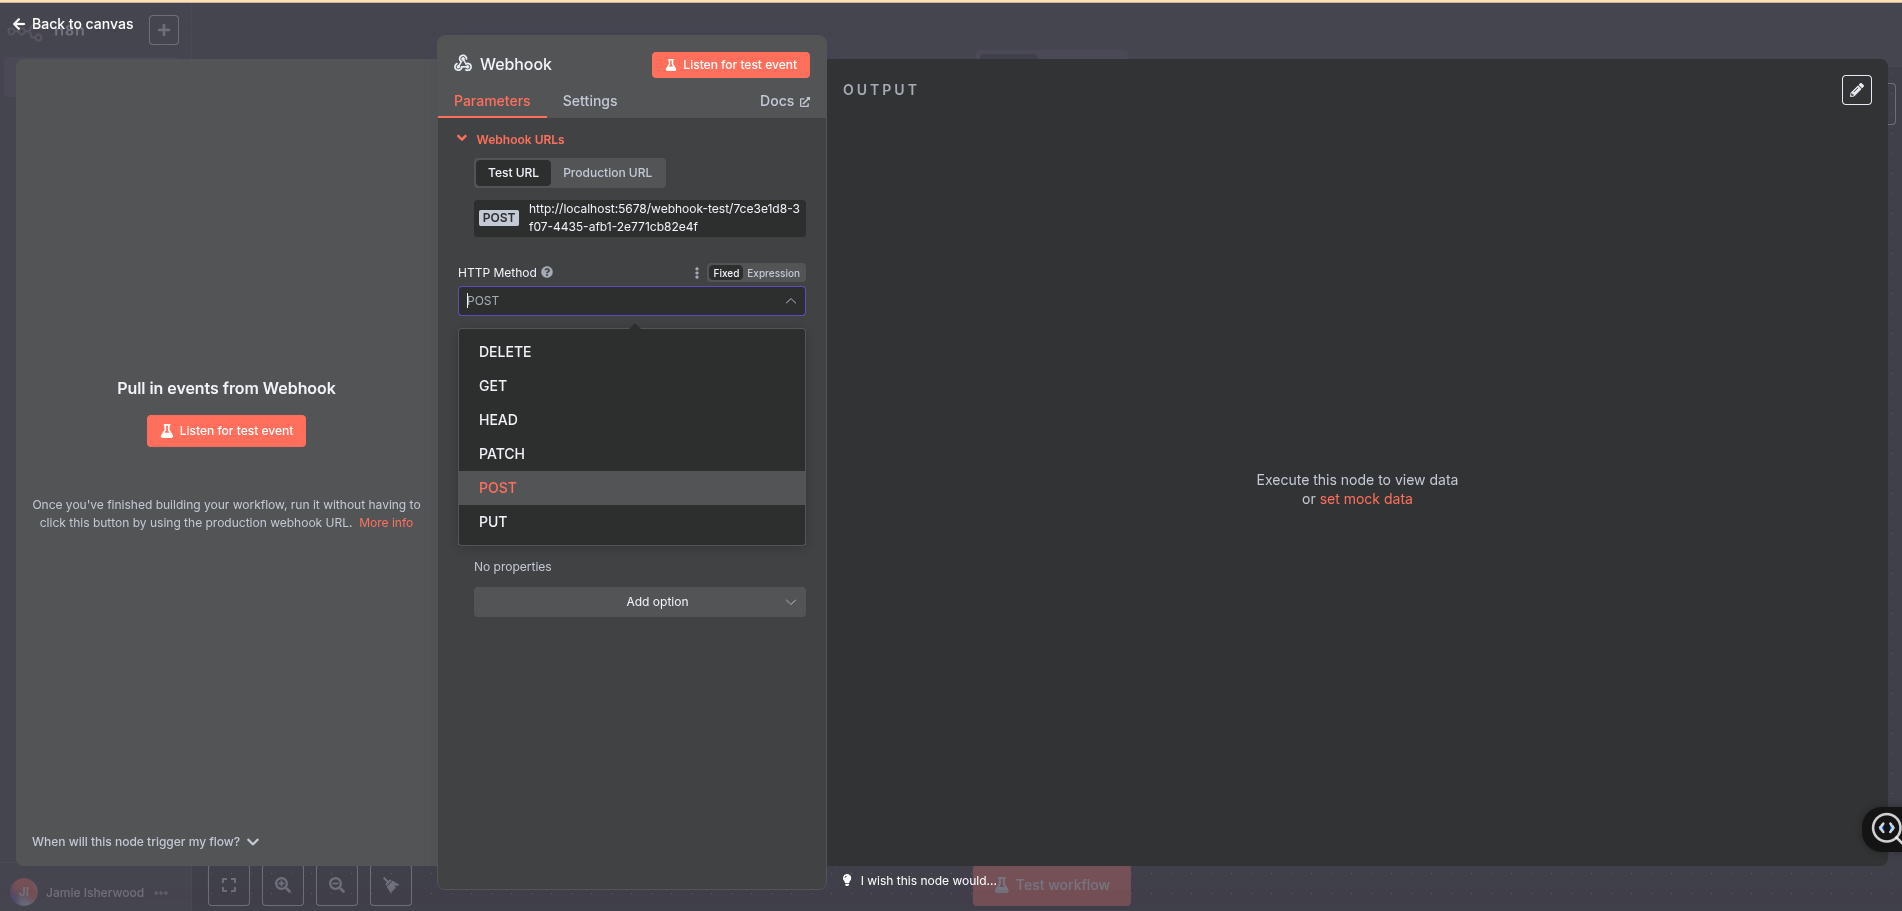 Back to canvas
n8n
Webhook
Listen for test event
Parameters
Settings
Docs
Webhook URLs
Test URL
Production URL
POST
http://localhost:5678/webhook-test/7ce3e1d8-3
f07-4435-afb1-2e771cb82e4f
HTTP Method
Fixed
Expression
POST
DELETE
GET
HEAD
PATCH
POST
PUT
No properties
Add option
Pull in events from Webhook
Listen for test event
Once you've finished building your workflow, run it without having to
click this button by using the production webhook URL. More info
When will this node trigger my flow?
OUTPUT
Execute this node to view data
or set mock data
I wish this node would...
JI
Jamie Isherwood
Test workflow